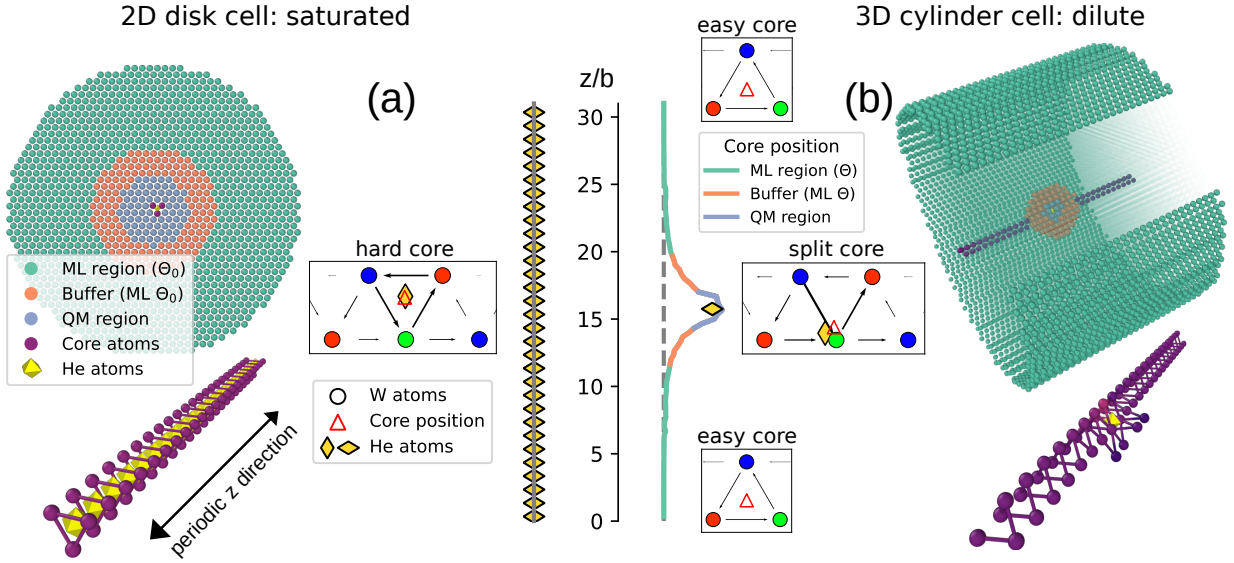 2D disk cell: saturated
3D cylinder cell: dilute
(a)
(b)
ML region (Θ₀)
Buffer (ML Θ₀)
QM region
Core atoms
He atoms
periodic z direction
hard core
W atoms
Core position
He atoms
z/b
30
25
20
15
10
5
0
easy core
Core position
ML region (Θ)
Buffer (ML Θ)
QM region
split core
easy core